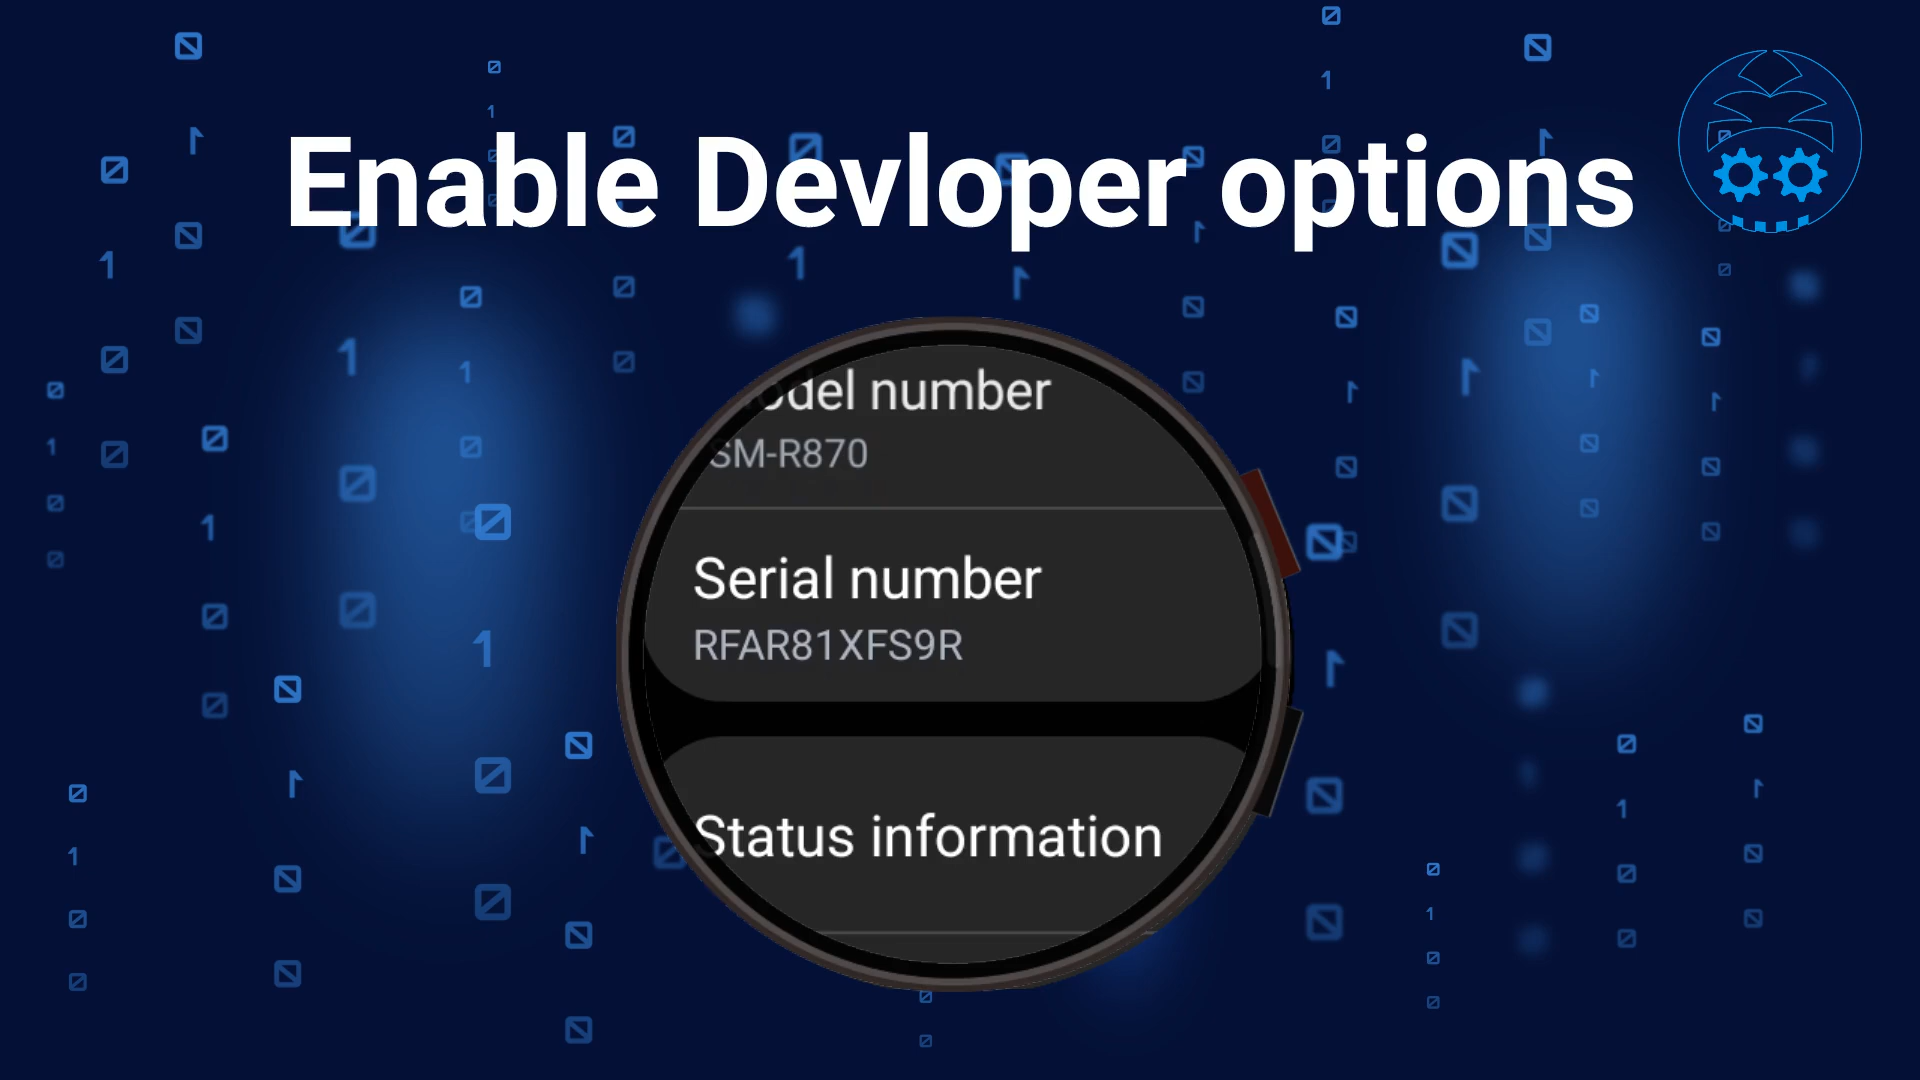 Enable Devloper options
odel number
SM-R870
Serial number
RFAR81XFS9R
Status information